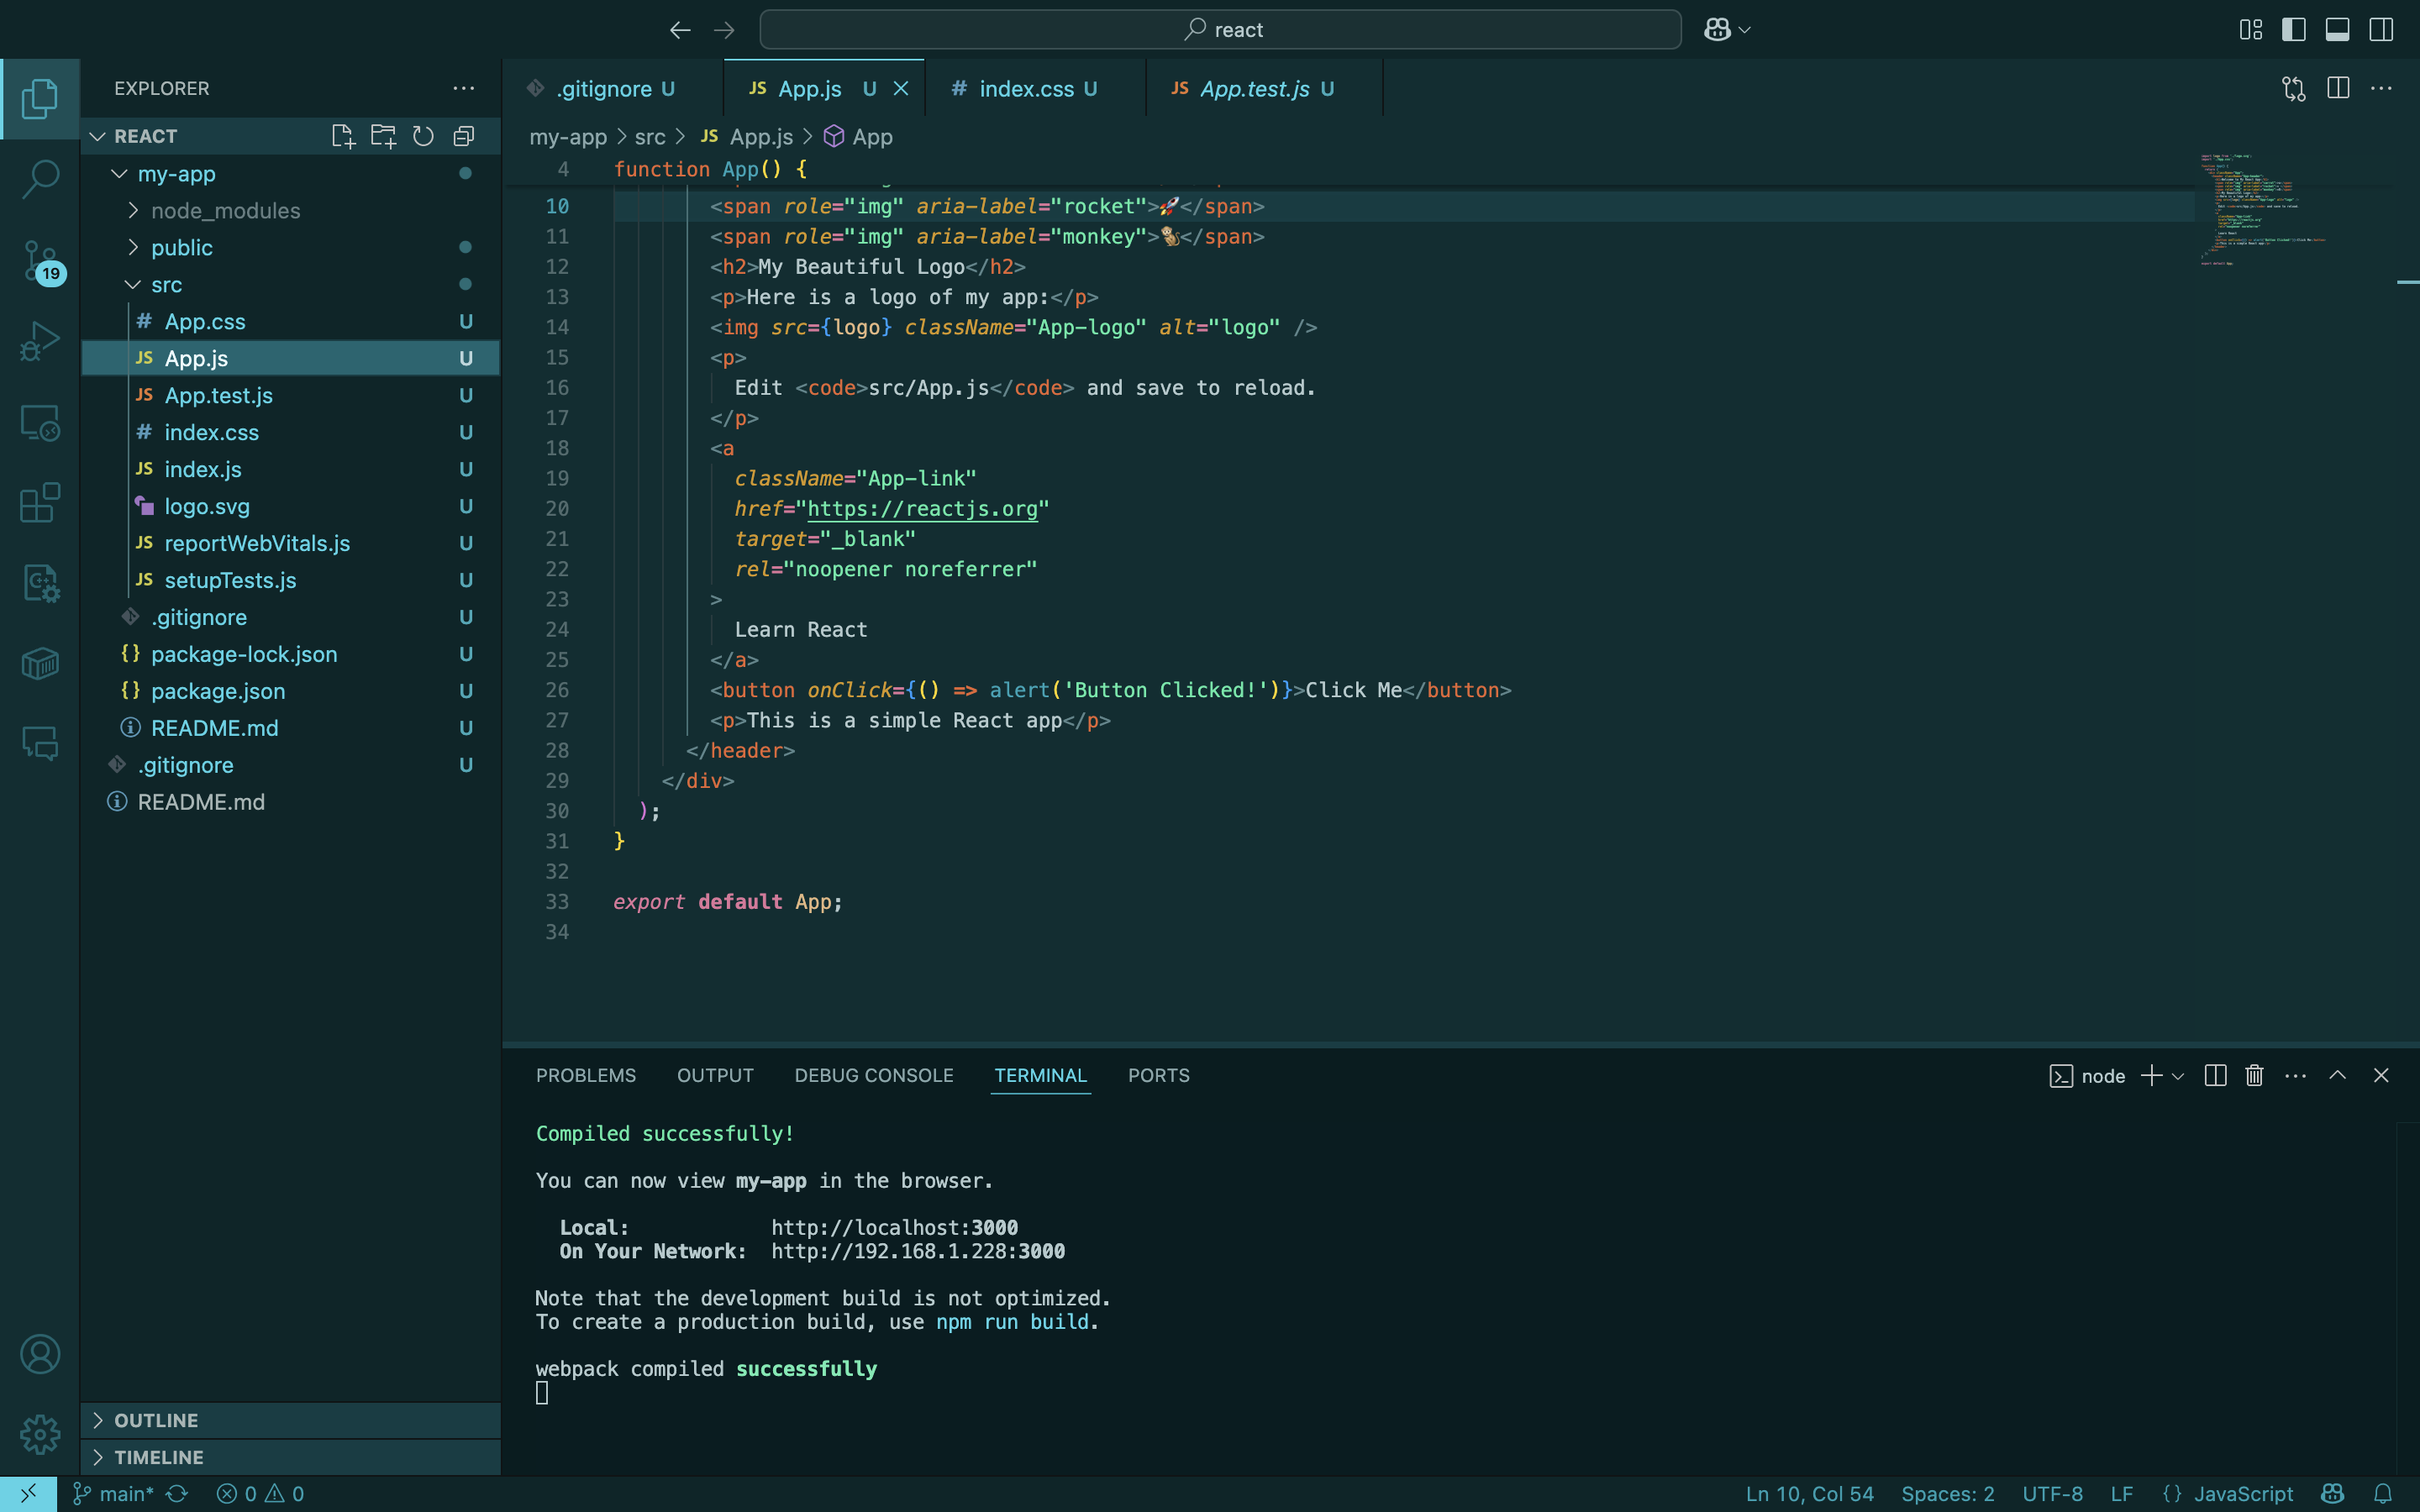 react
EXPLORER
REACT
my-app
node_modules
public
src
App.css U
App.js U
App.test.js U
index.css U
index.js U
logo.svg U
reportWebVitals.js U
setupTests.js U
.gitignore U
package-lock.json U
package.json U
README.md U
.gitignore U
README.md
OUTLINE
TIMELINE
19
.gitignore U JS App.js U # index.css U JS App.test.js U
my-app > src > JS App.js > App
4 function App() {
10 <span role="img" aria-label="rocket">🚀</span>
11 <span role="img" aria-label="monkey">🐒</span>
12 <h2>My Beautiful Logo</h2>
13 <p>Here is a logo of my app:</p>
14 <img src={logo} className="App-logo" alt="logo" />
15 <p>
16 Edit <code>src/App.js</code> and save to reload.
17 </p>
18 <a
19 className="App-link"
20 href="https://reactjs.org"
21 target="_blank"
22 rel="noopener noreferrer"
23 >
24 Learn React
25 </a>
26 <button onClick={() => alert('Button Clicked!')}>Click Me</button>
27 <p>This is a simple React app</p>
28 </header>
29 </div>
30 );
31 }
32
33 export default App;
34
PROBLEMS OUTPUT DEBUG CONSOLE TERMINAL PORTS
node
Compiled successfully!
You can now view my-app in the browser.
Local: http://localhost:3000
On Your Network: http://192.168.1.228:3000
Note that the development build is not optimized.
To create a production build, use npm run build.
webpack compiled successfully
main* 0 0
Ln 10, Col 54 Spaces: 2 UTF-8 LF {} JavaScript